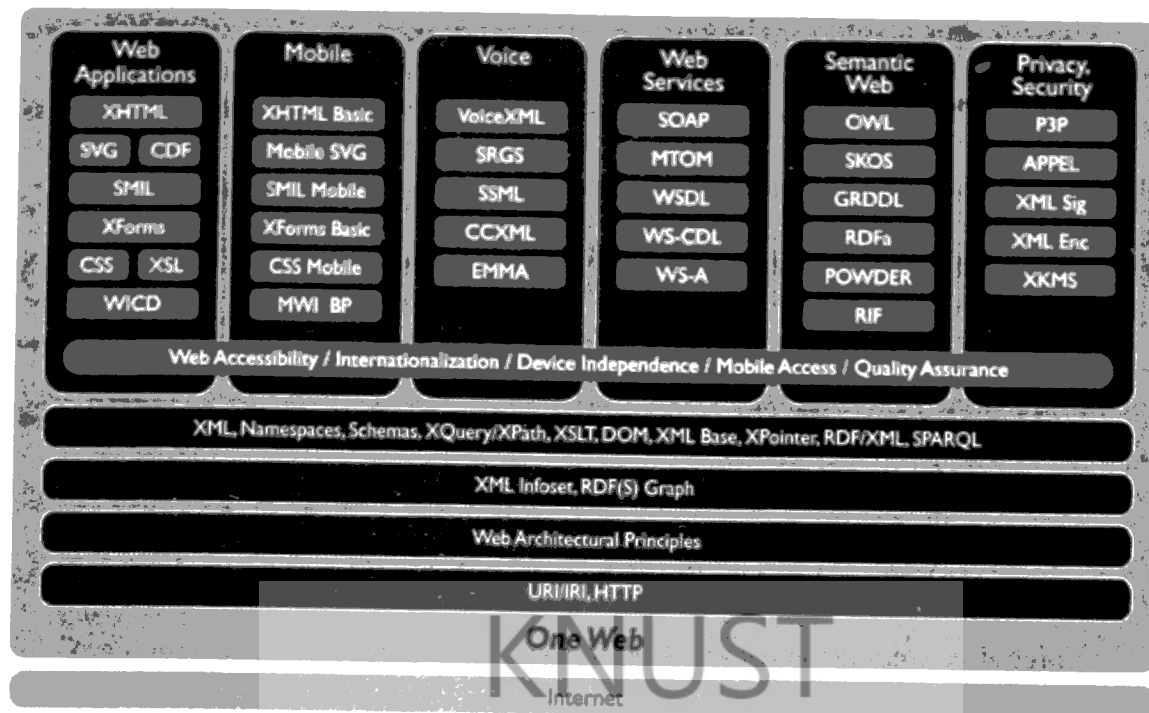 Web
Applications
XHTML
SVG CDF
SMIL
XForms
CSS XSL
WICD
Mobile
XHTML Basic
Mobile SVG
SMIL Mobile
XForms Basic
CSS Mobile
MWI BP
Voice
VoiceXML
SRGS
SSML
CCXML
EMMA
Web
Services
SOAP
MTOM
WSDL
WS-CDL
WS-A
Semantic
Web
OWL
SKOS
GRDDL
RDFa
POWDER
RIF
Privacy,
Security
P3P
APPEL
XML Sig
XML Enc
XKMS
Web Accessibility / Internationalization / Device Independence / Mobile Access / Quality Assurance
XML, Namespaces, Schemas, XQuery/XPath, XSLT, DOM, XML Base, XPointer, RDF/XML, SPARQL
XML Infoset, RDF(S) Graph
Web Architectural Principles
URI/IRI, HTTP
One Web
KNUST
Internet